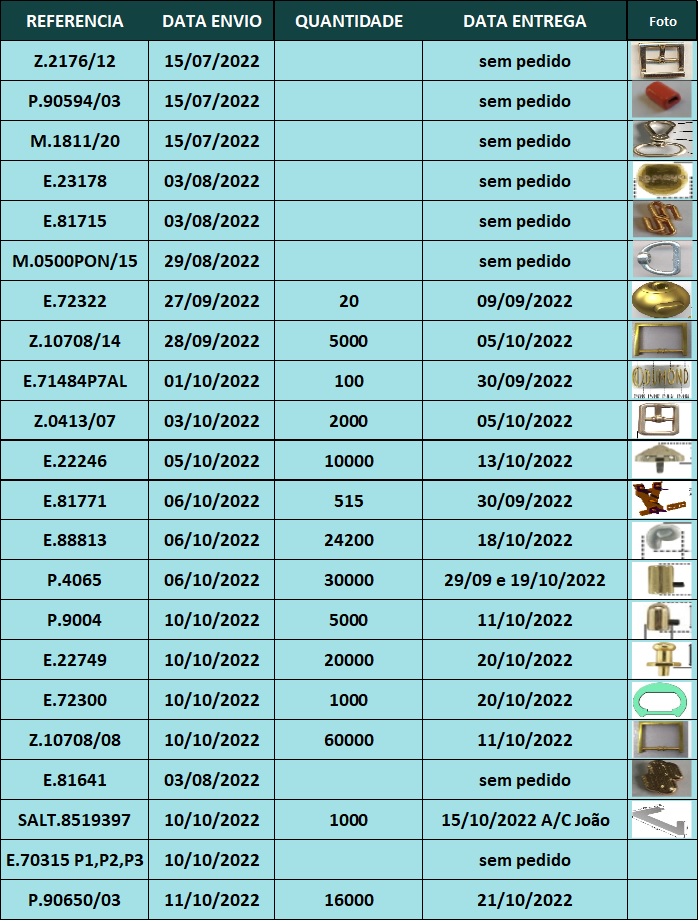 REFERENCIA DATA ENVIO QUANTIDADE DATA ENTREGA Foto
Z.2176/12 15/07/2022 sem pedido
P.90594/03 15/07/2022 sem pedido
M.1811/20 15/07/2022 sem pedido
E.23178 03/08/2022 sem pedido
E.81715 03/08/2022 sem pedido
M.0500PON/15 29/08/2022 sem pedido
E.72322 27/09/2022 20 09/09/2022
Z.10708/14 28/09/2022 5000 05/10/2022
E.71484P7AL 01/10/2022 100 30/09/2022
Z.0413/07 03/10/2022 2000 05/10/2022
E.22246 05/10/2022 10000 13/10/2022
E.81771 06/10/2022 515 30/09/2022
E.88813 06/10/2022 24200 18/10/2022
P.4065 06/10/2022 30000 29/09 e 19/10/2022
P.9004 10/10/2022 5000 11/10/2022
E.22749 10/10/2022 20000 20/10/2022
E.72300 10/10/2022 1000 20/10/2022
Z.10708/08 10/10/2022 60000 11/10/2022
E.81641 03/08/2022 sem pedido
SALT.8519397 10/10/2022 1000 15/10/2022 A/C João
E.70315 P1,P2,P3 10/10/2022 sem pedido
P.90650/03 11/10/2022 16000 21/10/2022